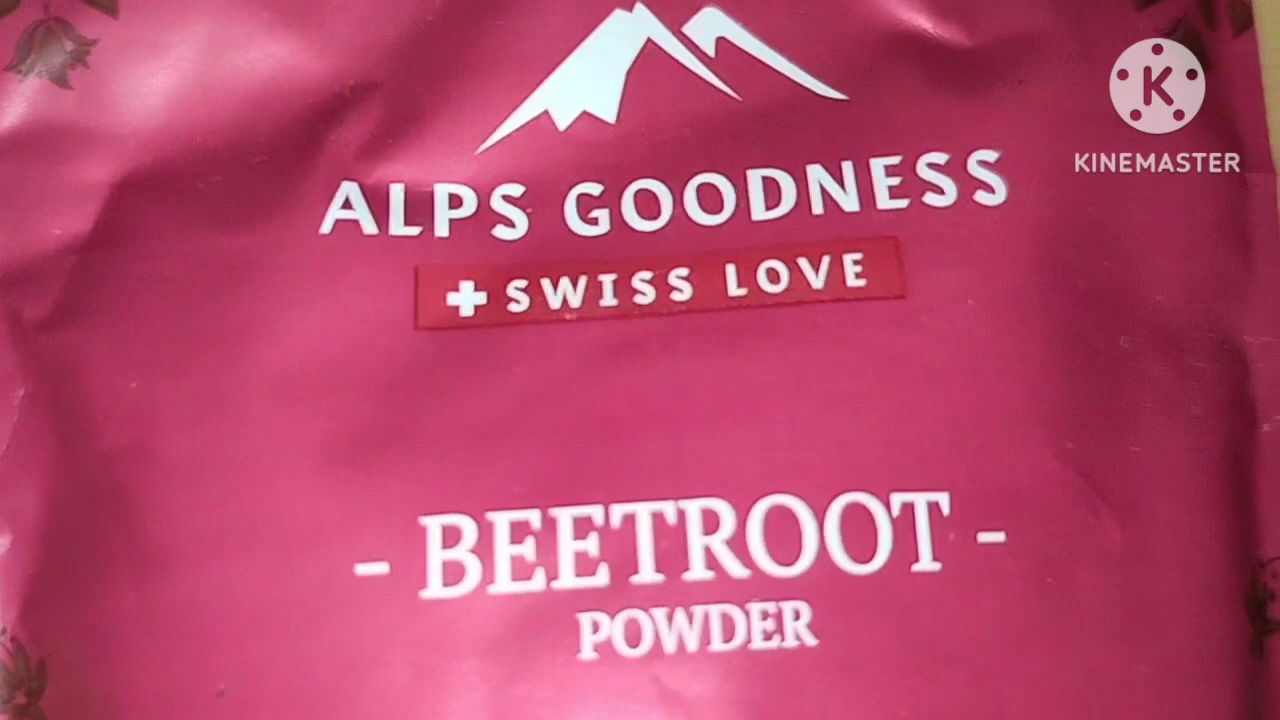 K
KINEMASTER
ALPS GOODNESS
+ SWISS LOVE
- BEETROOT -
POWDER